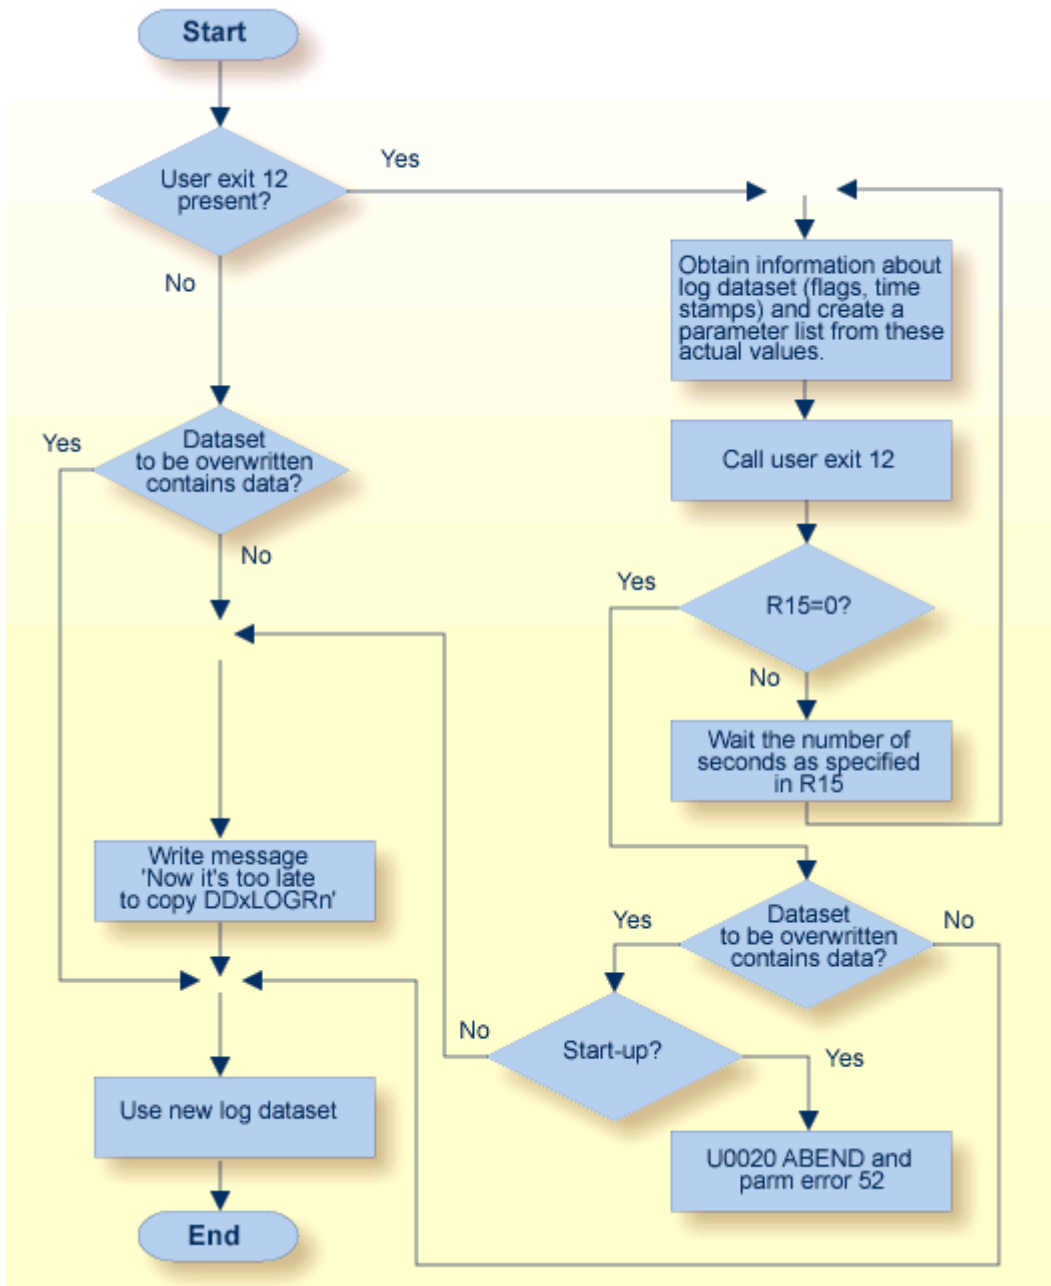 Start
User exit 12
present?
Yes
No
Obtain information about
log dataset (flags, time
stamps) and create a
parameter list from these
actual values.
Call user exit 12
Yes
Dataset
to be overwritten
contains data?
No
Yes
R15=0?
No
Wait the number of
seconds as specified
in R15
Write message
'Now it's too late
to copy DDxLOGRn'
Yes
Dataset
to be overwritten
contains data?
No
No
Start-up?
Yes
Use new log dataset
U0020 ABEND and
parm error 52
End